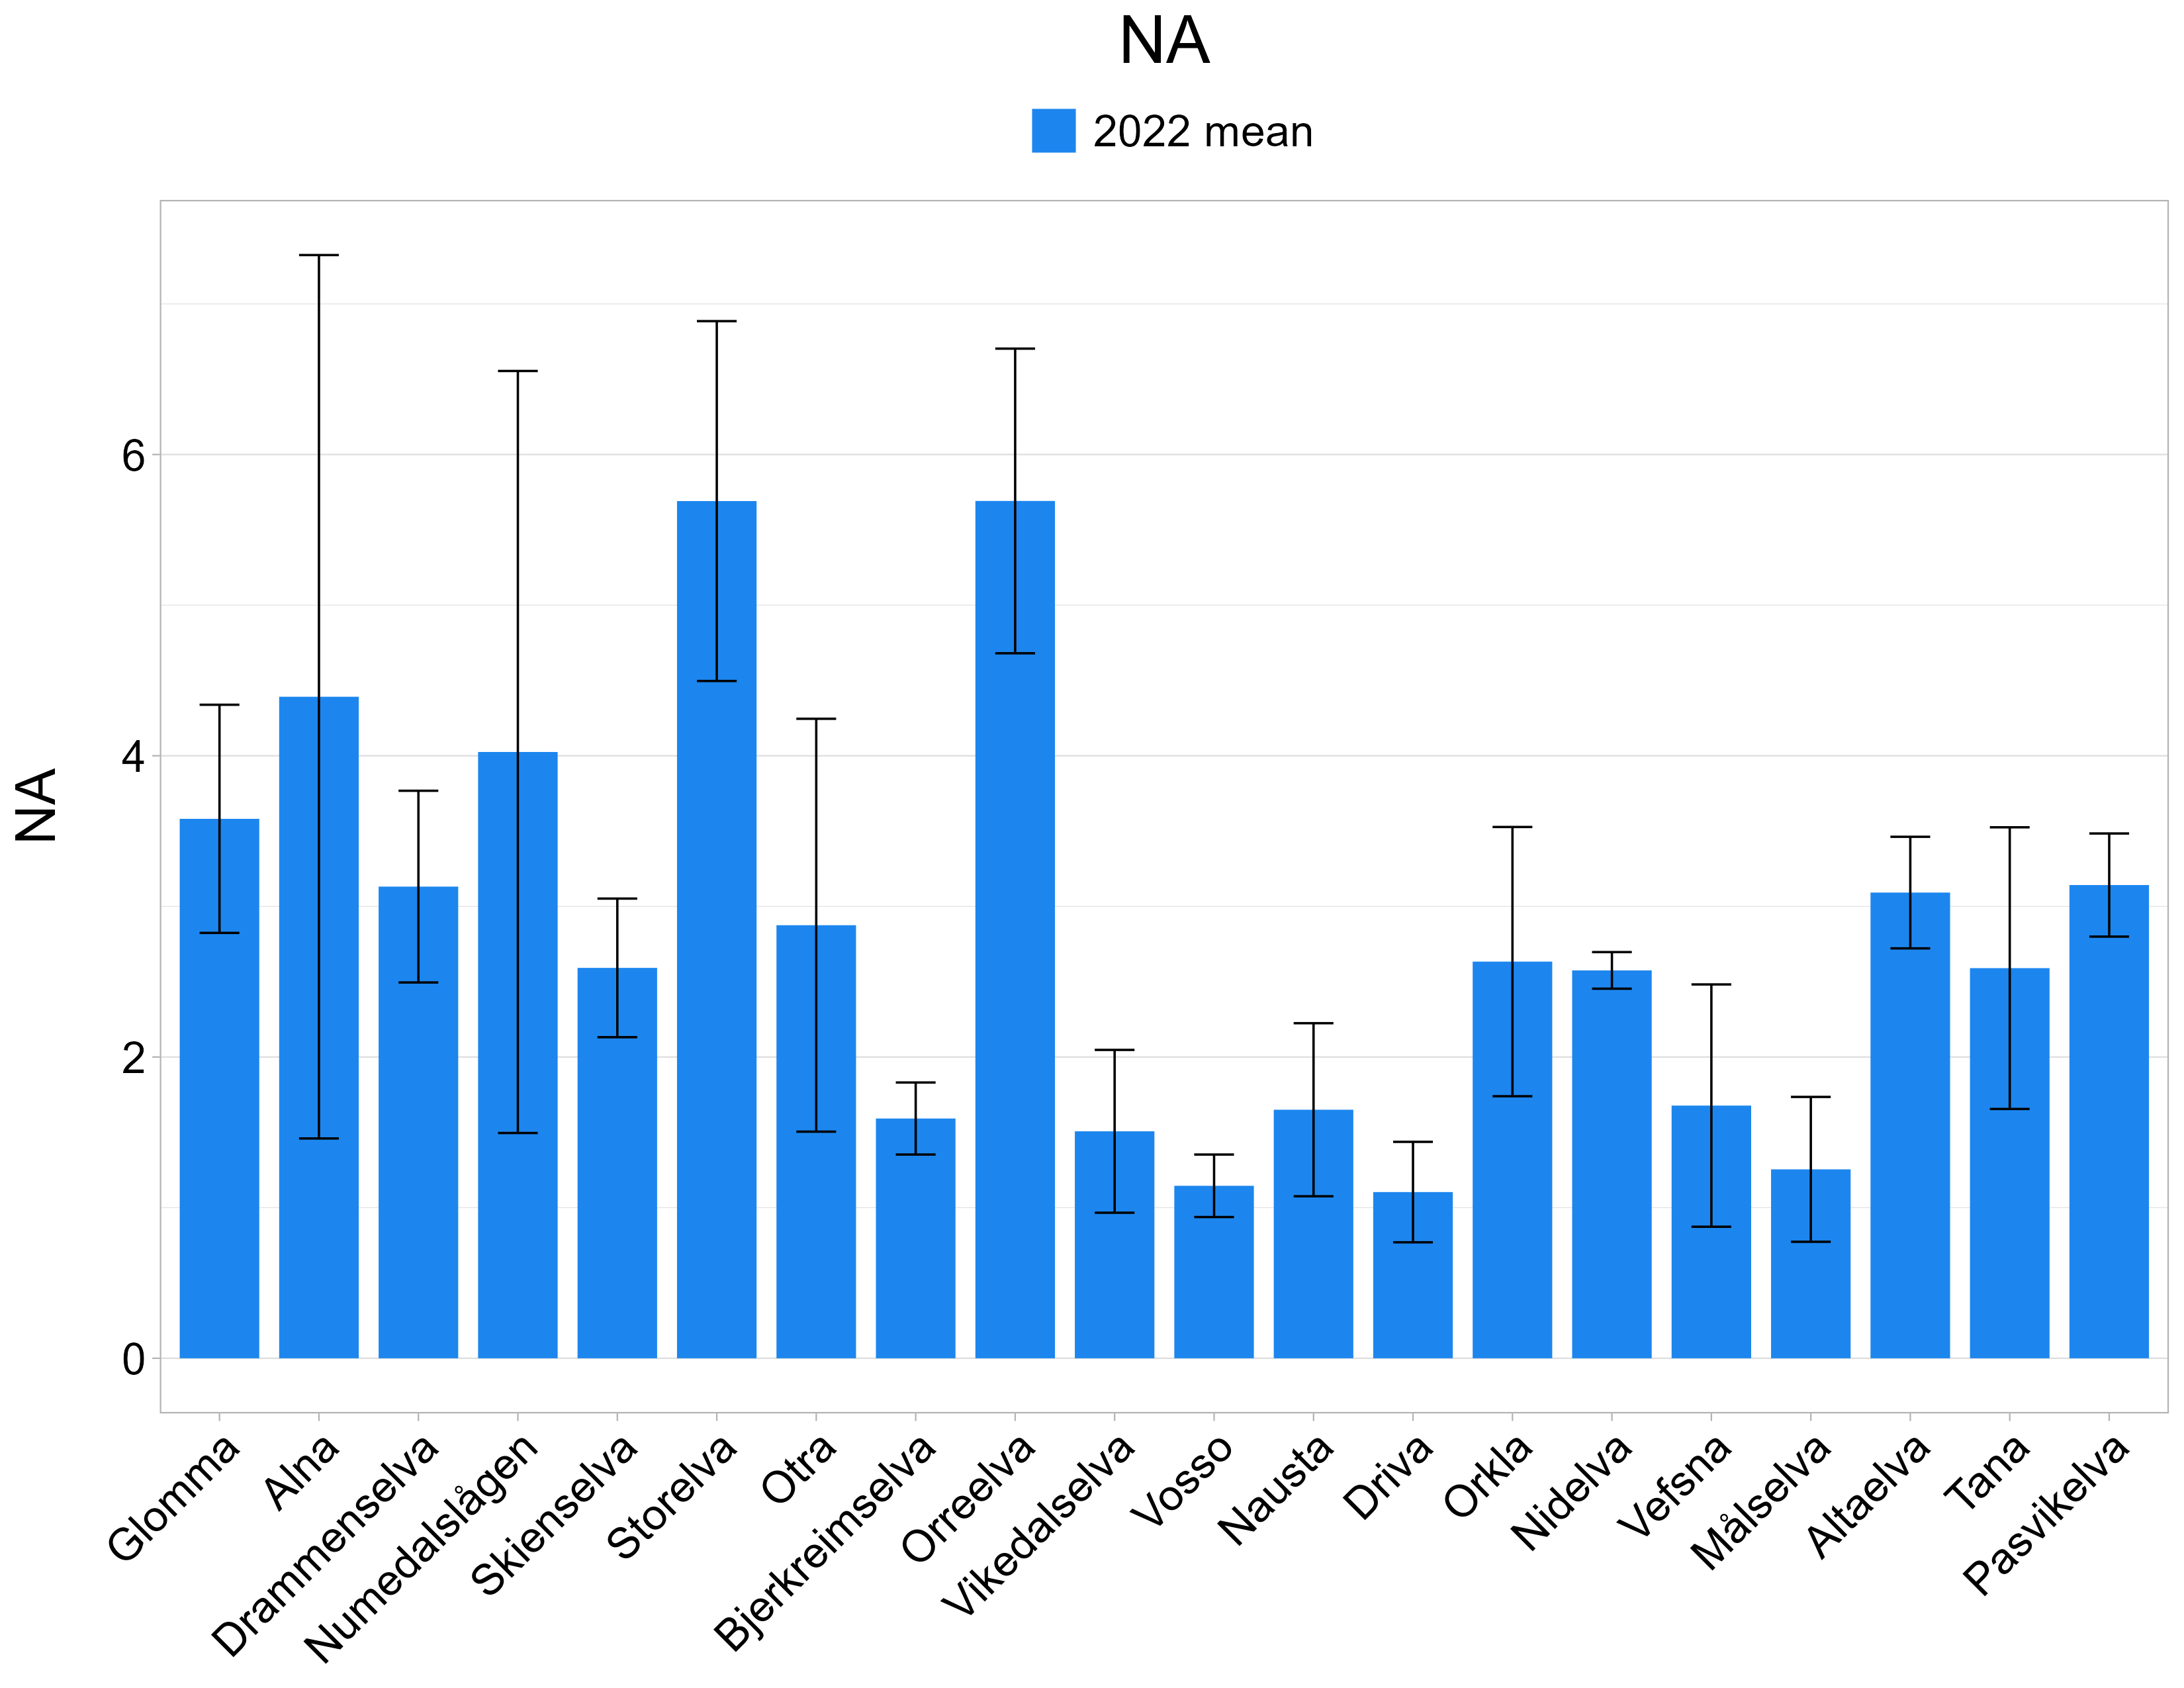 NA
2022 mean
NA
6
4
2
0
Glomma
Alna
Drammenselva
Numedalslågen
Skienselva
Storelva
Otra
Bjerkreimselva
Orreelva
Vikedalselva
Vosso
Nausta
Driva
Orkla
Nidelva
Vefsna
Målselva
Altaelva
Tana
Pasvikelva